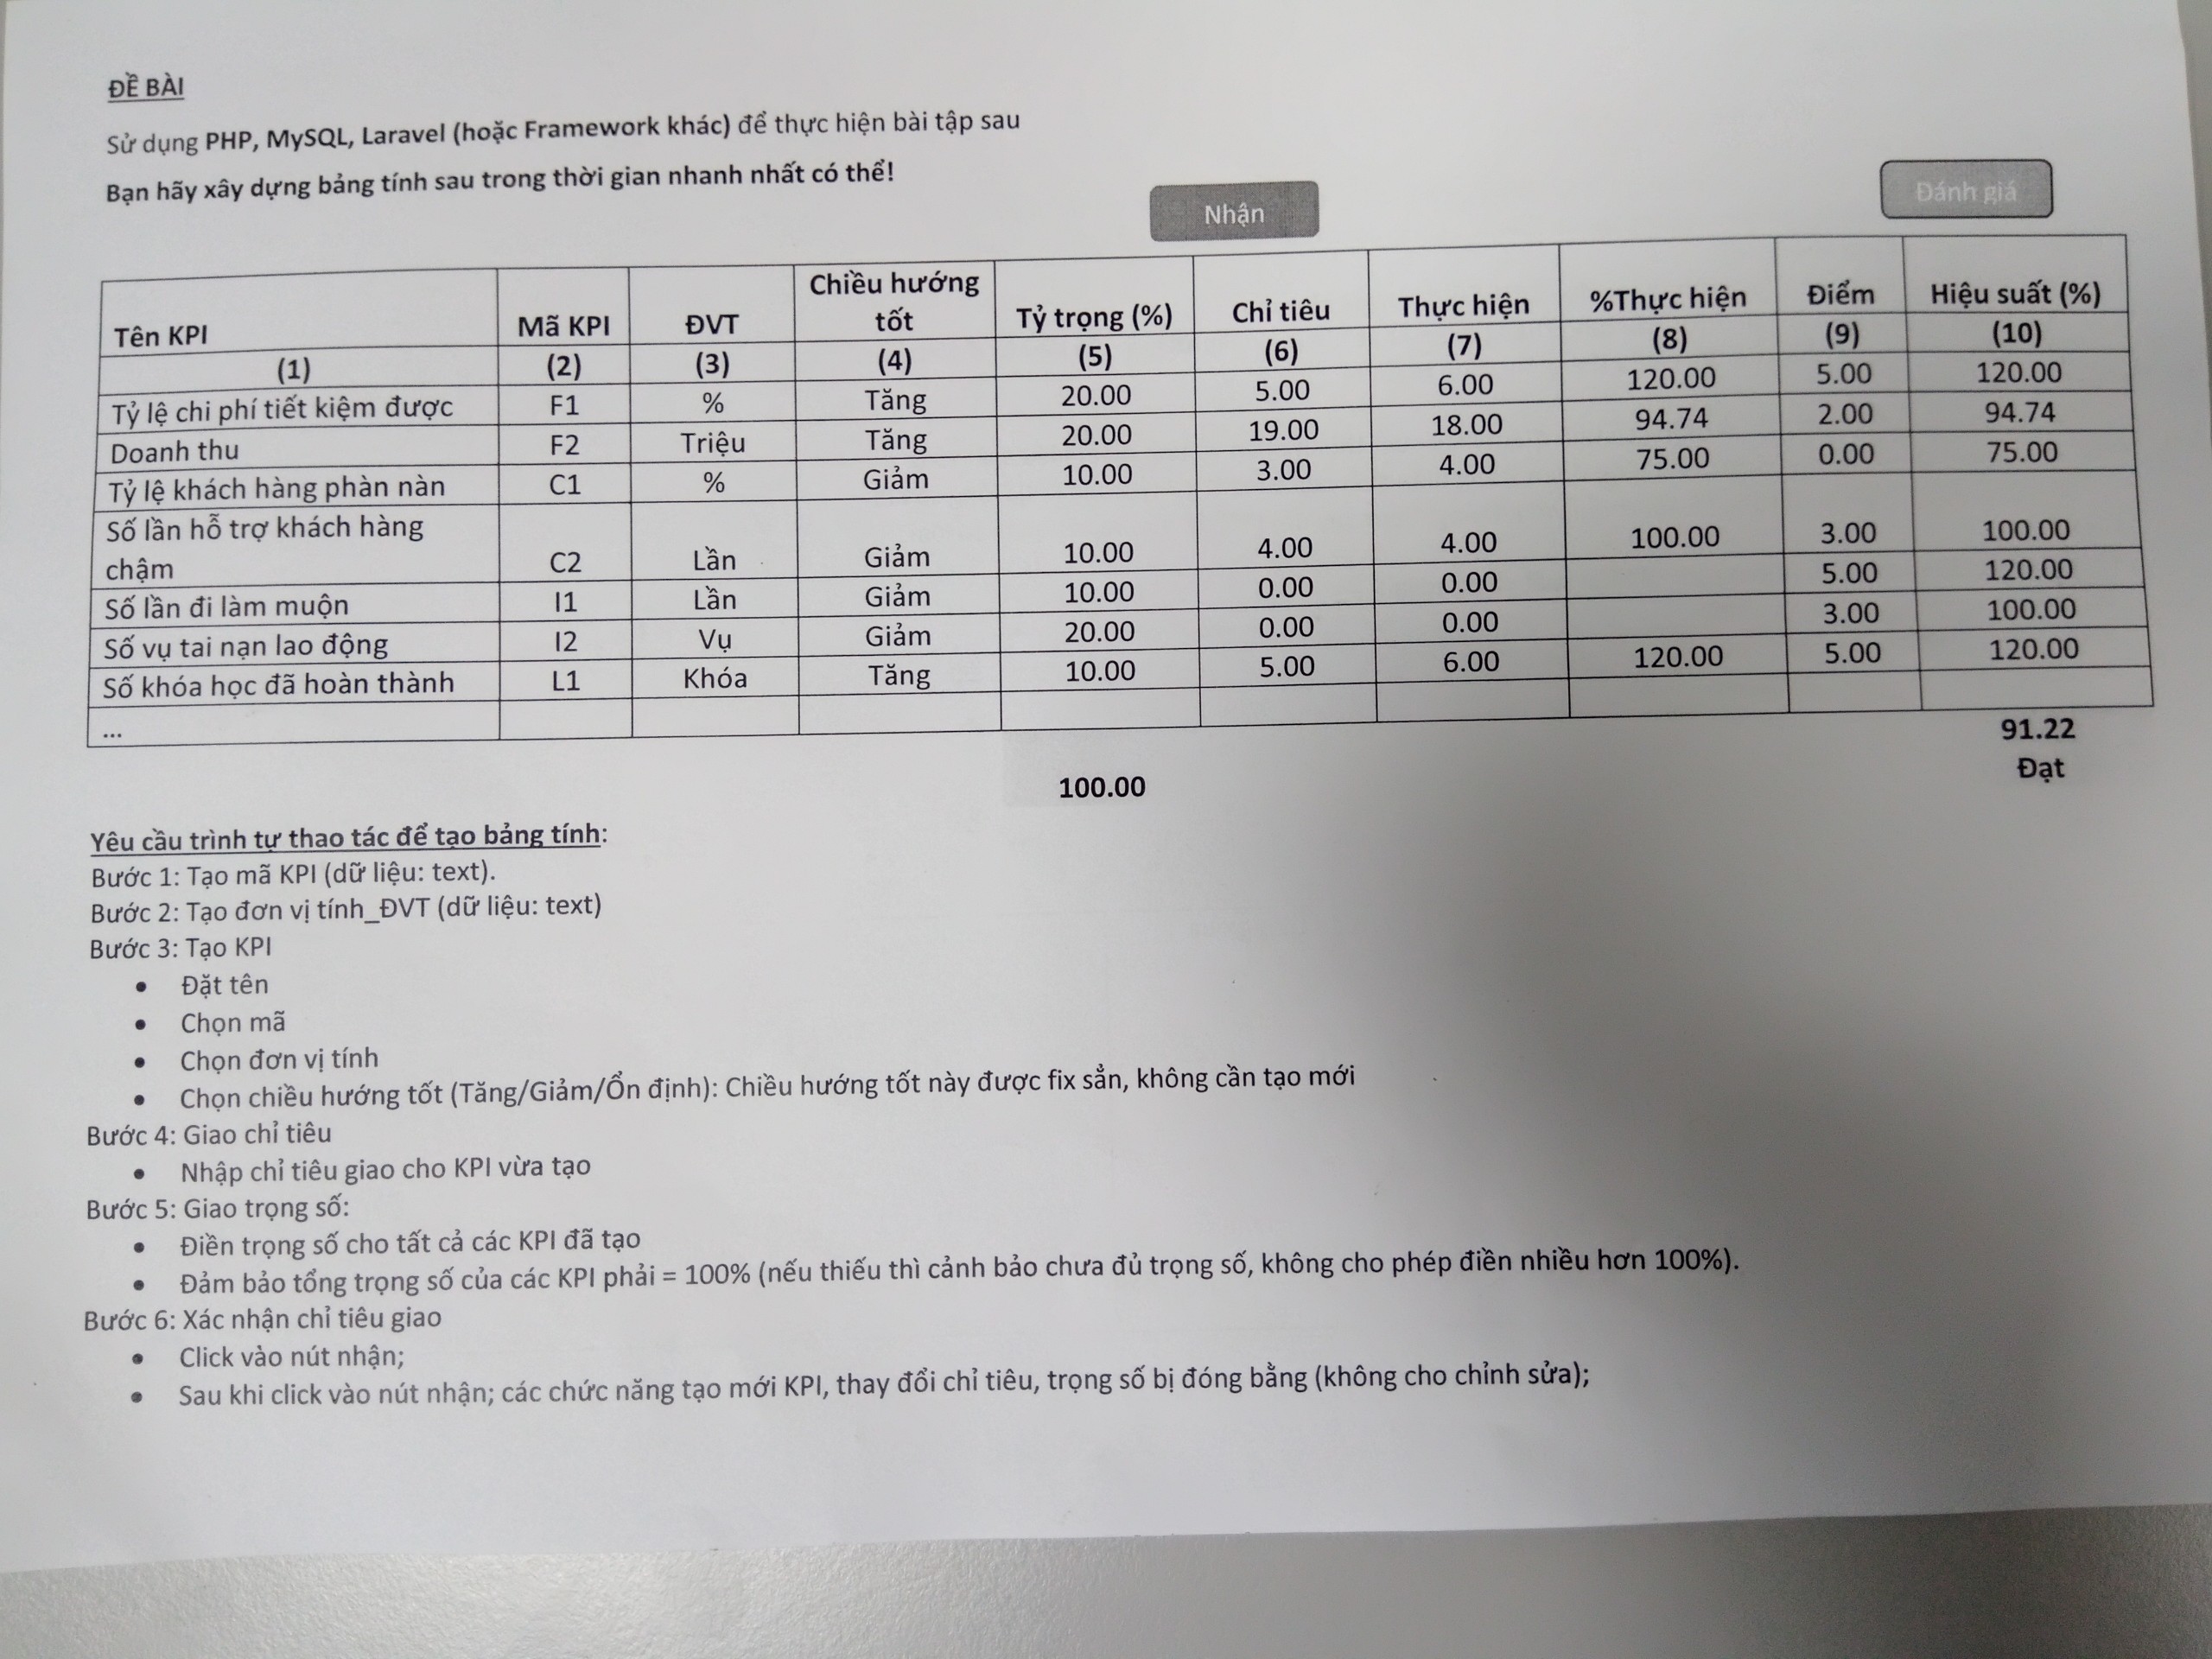 ĐỀ BÀI
Sử dụng PHP, MySQL, Laravel (hoặc Framework khác) để thực hiện bài tập sau
Bạn hãy xây dựng bảng tính sau trong thời gian nhanh nhất có thể!
Nhận
Đánh giá
Tên KPI Mã KPI ĐVT Chiều hướng tốt Tỷ trọng (%) Chỉ tiêu Thực hiện %Thực hiện Điểm Hiệu suất (%)
(1) (2) (3) (4) (5) (6) (7) (8) (9) (10)
Tỷ lệ chi phí tiết kiệm được F1 % Tăng 20.00 5.00 6.00 120.00 5.00 120.00
Doanh thu F2 Triệu Tăng 20.00 19.00 18.00 94.74 2.00 94.74
Tỷ lệ khách hàng phàn nàn C1 % Giảm 10.00 3.00 4.00 75.00 0.00 75.00
Số lần hỗ trợ khách hàng
chậm C2 Lần Giảm 10.00 4.00 4.00 100.00 3.00 100.00
Số lần đi làm muộn I1 Lần Giảm 10.00 0.00 0.00 5.00 120.00
Số vụ tai nạn lao động I2 Vụ Giảm 20.00 0.00 0.00 3.00 100.00
Số khóa học đã hoàn thành L1 Khóa Tăng 10.00 5.00 6.00 120.00 5.00 120.00
...
91.22
Đạt
100.00
Yêu cầu trình tự thao tác để tạo bảng tính:
Bước 1: Tạo mã KPI (dữ liệu: text).
Bước 2: Tạo đơn vị tính_ĐVT (dữ liệu: text)
Bước 3: Tạo KPI
• Đặt tên
• Chọn mã
• Chọn đơn vị tính
• Chọn chiều hướng tốt (Tăng/Giảm/Ổn định): Chiều hướng tốt này được fix sẳn, không cần tạo mới
Bước 4: Giao chỉ tiêu
• Nhập chỉ tiêu giao cho KPI vừa tạo
Bước 5: Giao trọng số:
• Điền trọng số cho tất cả các KPI đã tạo
• Đảm bảo tổng trọng số của các KPI phải = 100% (nếu thiếu thì cảnh bảo chưa đủ trọng số, không cho phép điền nhiều hơn 100%).
Bước 6: Xác nhận chỉ tiêu giao
• Click vào nút nhận;
• Sau khi click vào nút nhận; các chức năng tạo mới KPI, thay đổi chỉ tiêu, trọng số bị đóng bằng (không cho chỉnh sửa);